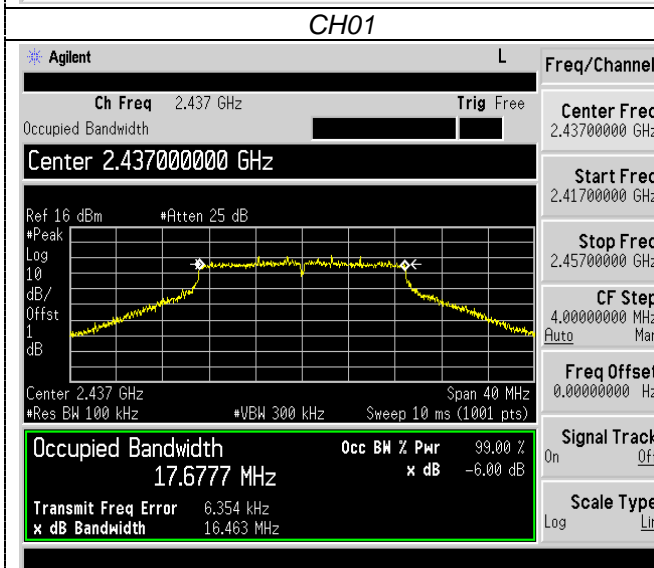 CH01
Agilent L
Freq/Channel
Ch Freq 2.437 GHz Trig Free
Occupied Bandwidth
Center 2.437000000 GHz
Ref 16 dBm #Atten 25 dB
#Peak
Log
10
dB/
Offst
1
dB
Center 2.437 GHz Span 40 MHz
#Res BW 100 kHz #VBW 300 kHz Sweep 10 ms (1001 pts)
Occupied Bandwidth Occ BW % Pwr 99.00 %
17.6777 MHz x dB -6.00 dB
Transmit Freq Error 6.354 kHz
x dB Bandwidth 16.463 MHz
Center Freq
2.43700000 GHz
Start Freq
2.41700000 GHz
Stop Freq
2.45700000 GHz
CF Step
4.00000000 MHz
Auto Man
Freq Offset
0.00000000 Hz
Signal Track
On Off
Scale Type
Log Lin